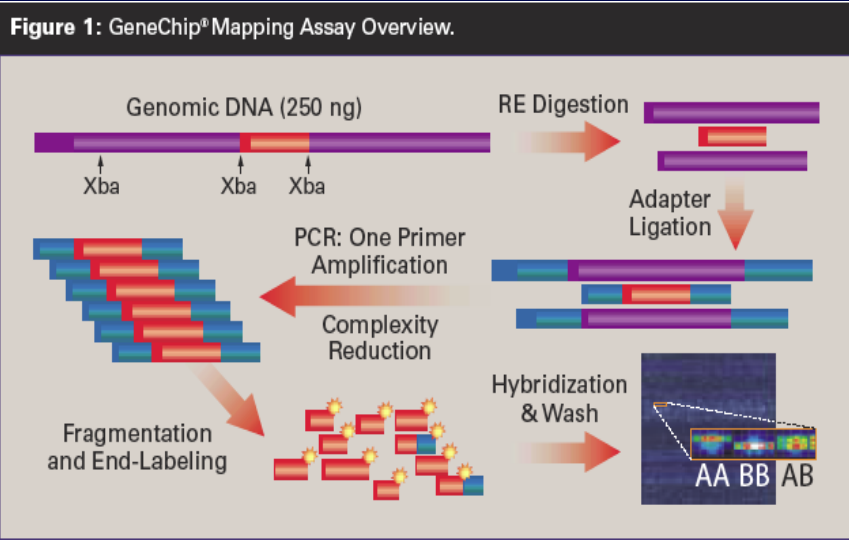 Figure 1: GeneChip® Mapping Assay Overview.
Genomic DNA (250 ng)
Xba
Xba
Xba
RE Digestion
Adapter
Ligation
PCR: One Primer
Amplification
Complexity
Reduction
Fragmentation
and End-Labeling
Hybridization
& Wash
AA BB AB